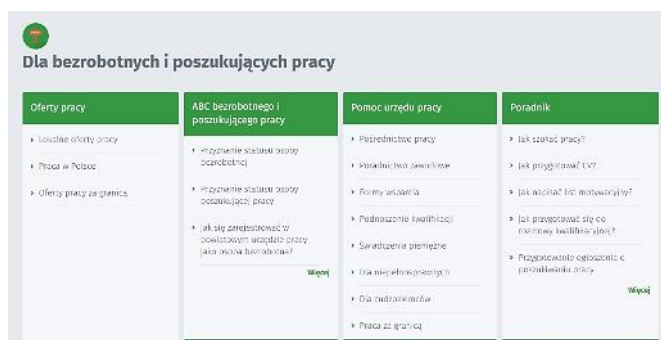 Dla bezrobotnych i poszukujących pracy
Oferty pracy
Lokalne oferty pracy
Praca w Polsce
Oferty pracy za granicą
ABC bezrobotnego i
poszukującego pracy
Przyznanie statusu osoby
bezrobotnej
Przyznanie statusu osoby
poszukującej pracy
Jak się zarejestrować w
powiatowym urzędzie pracy
jako osoba bezrobotna?
Więcej
Pomoc urzędu pracy
Pośrednictwo pracy
Poradnictwo zawodowe
Formy wsparcia
Podnoszenie kwalifikacji
Świadczenia pieniężne
Dla niepełnosprawnych
Dla cudzoziemców
Praca za granicą
Poradnik
Jak szukać pracy?
Jak przygotować CV?
Jak napisać list motywacyjny?
Jak przygotować się do
rozmowy kwalifikacyjnej?
Przygotowanie ogłoszenia o
poszukiwaniu pracy
Więcej